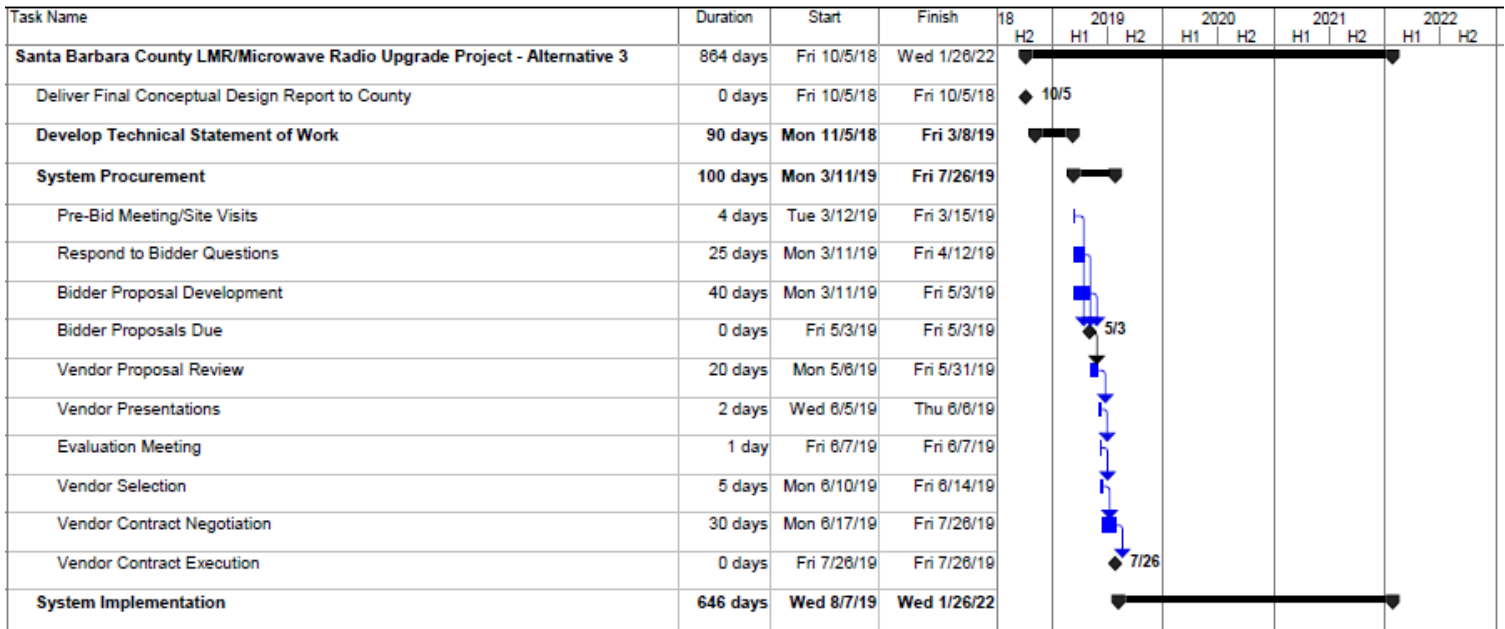 Task Name Duration Start Finish 18 2019 2020 2021 2022
H2 H1 H2 H1 H2 H1 H2 H1 H2
Santa Barbara County LMR/Microwave Radio Upgrade Project - Alternative 3 864 days Fri 10/5/18 Wed 1/26/22
Deliver Final Conceptual Design Report to County 0 days Fri 10/5/18 Fri 10/5/18 10/5
Develop Technical Statement of Work 90 days Mon 11/5/18 Fri 3/8/19
System Procurement 100 days Mon 3/11/19 Fri 7/26/19
Pre-Bid Meeting/Site Visits 4 days Tue 3/12/19 Fri 3/15/19
Respond to Bidder Questions 25 days Mon 3/11/19 Fri 4/12/19
Bidder Proposal Development 40 days Mon 3/11/19 Fri 5/3/19
Bidder Proposals Due 0 days Fri 5/3/19 Fri 5/3/19 5/3
Vendor Proposal Review 20 days Mon 5/6/19 Fri 5/31/19
Vendor Presentations 2 days Wed 6/5/19 Thu 6/6/19
Evaluation Meeting 1 day Fri 6/7/19 Fri 6/7/19
Vendor Selection 5 days Mon 6/10/19 Fri 6/14/19
Vendor Contract Negotiation 30 days Mon 6/17/19 Fri 7/26/19
Vendor Contract Execution 0 days Fri 7/26/19 Fri 7/26/19 7/26
System Implementation 646 days Wed 8/7/19 Wed 1/26/22